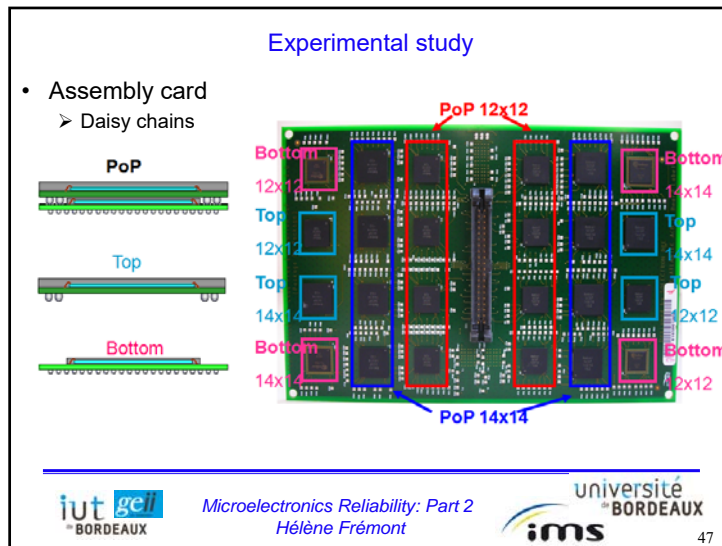 Experimental study
• Assembly card
➢ Daisy chains
PoP
Top
Bottom
PoP 12x12
Bottom
12x12
Top
12x12
Top
14x14
Bottom
14x14
Bottom
14x14
Top
14x14
Top
12x12
Bottom
12x12
PoP 14x14
iut geii
de BORDEAUX
Microelectronics Reliability: Part 2
Hélène Frémont
université
de BORDEAUX
ims
47